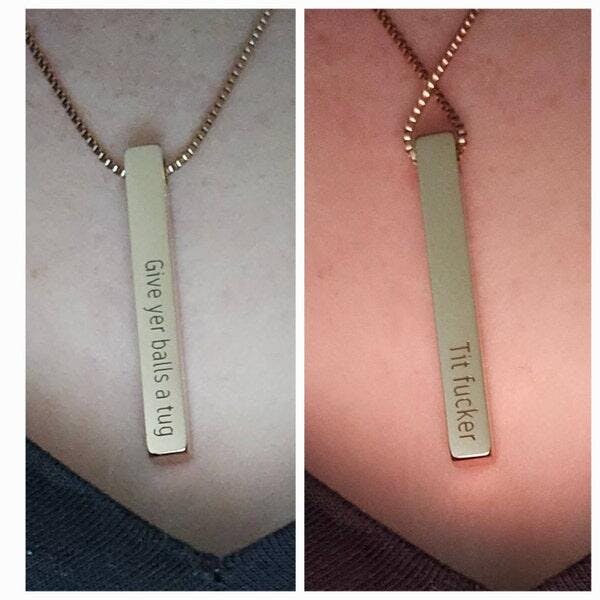 Give yer balls a tug
Tit fucker